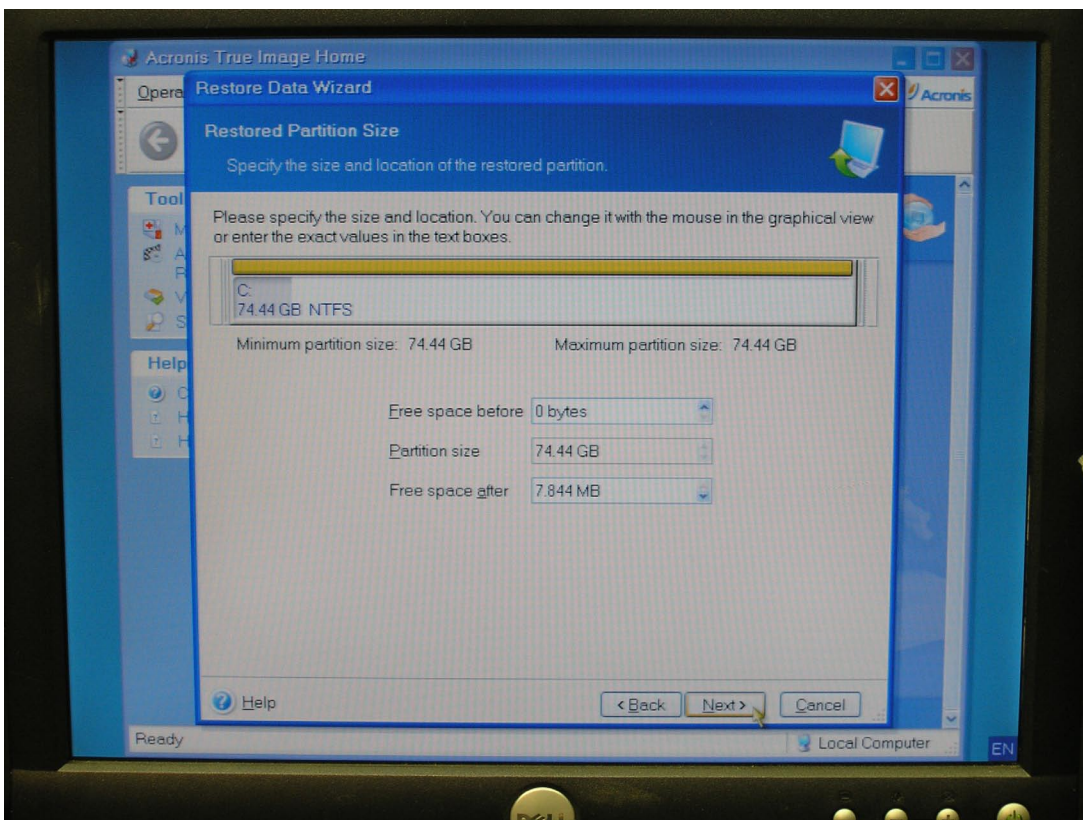 Acronis True Image Home
Restore Data Wizard
Opera
Acronis
Restored Partition Size
Specify the size and location of the restored partition.
Tool
Please specify the size and location. You can change it with the mouse in the graphical view
or enter the exact values in the text boxes.
M
A
R
V
S
C:
74.44 GB NTFS
Minimum partition size: 74.44 GB Maximum partition size: 74.44 GB
Help
C
H
H
Free space before 0 bytes
Partition size 74.44 GB
Free space after 7.844 MB
Help
< Back Next > Cancel
Ready
Local Computer
EN
DELL